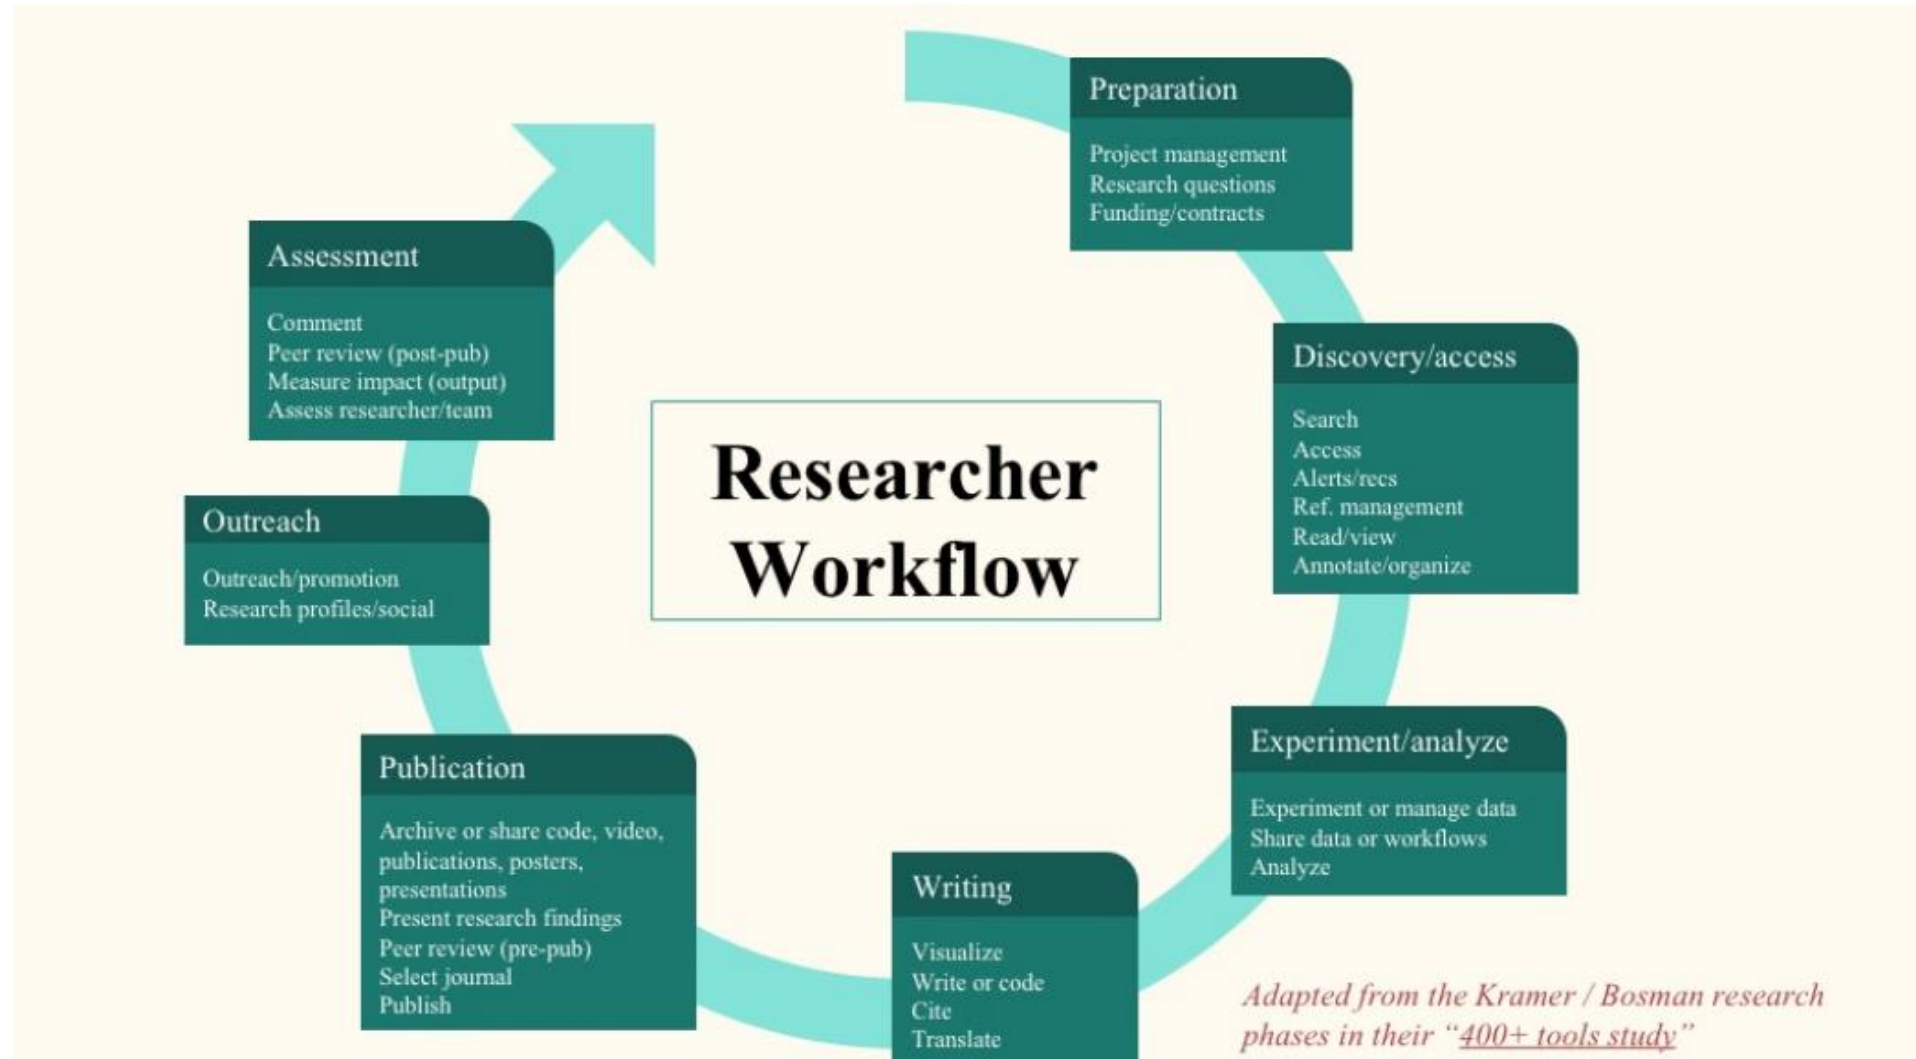 Researcher
Workflow
Preparation
Project management
Research questions
Funding/contracts
Discovery/access
Search
Access
Alerts/recs
Ref. management
Read/view
Annotate/organize
Experiment/analyze
Experiment or manage data
Share data or workflows
Analyze
Writing
Visualize
Write or code
Cite
Translate
Publication
Archive or share code, video,
publications, posters,
presentations
Present research findings
Peer review (pre-pub)
Select journal
Publish
Outreach
Outreach/promotion
Research profiles/social
Assessment
Comment
Peer review (post-pub)
Measure impact (output)
Assess researcher/team
Adapted from the Kramer / Bosman research
phases in their “400+ tools study”